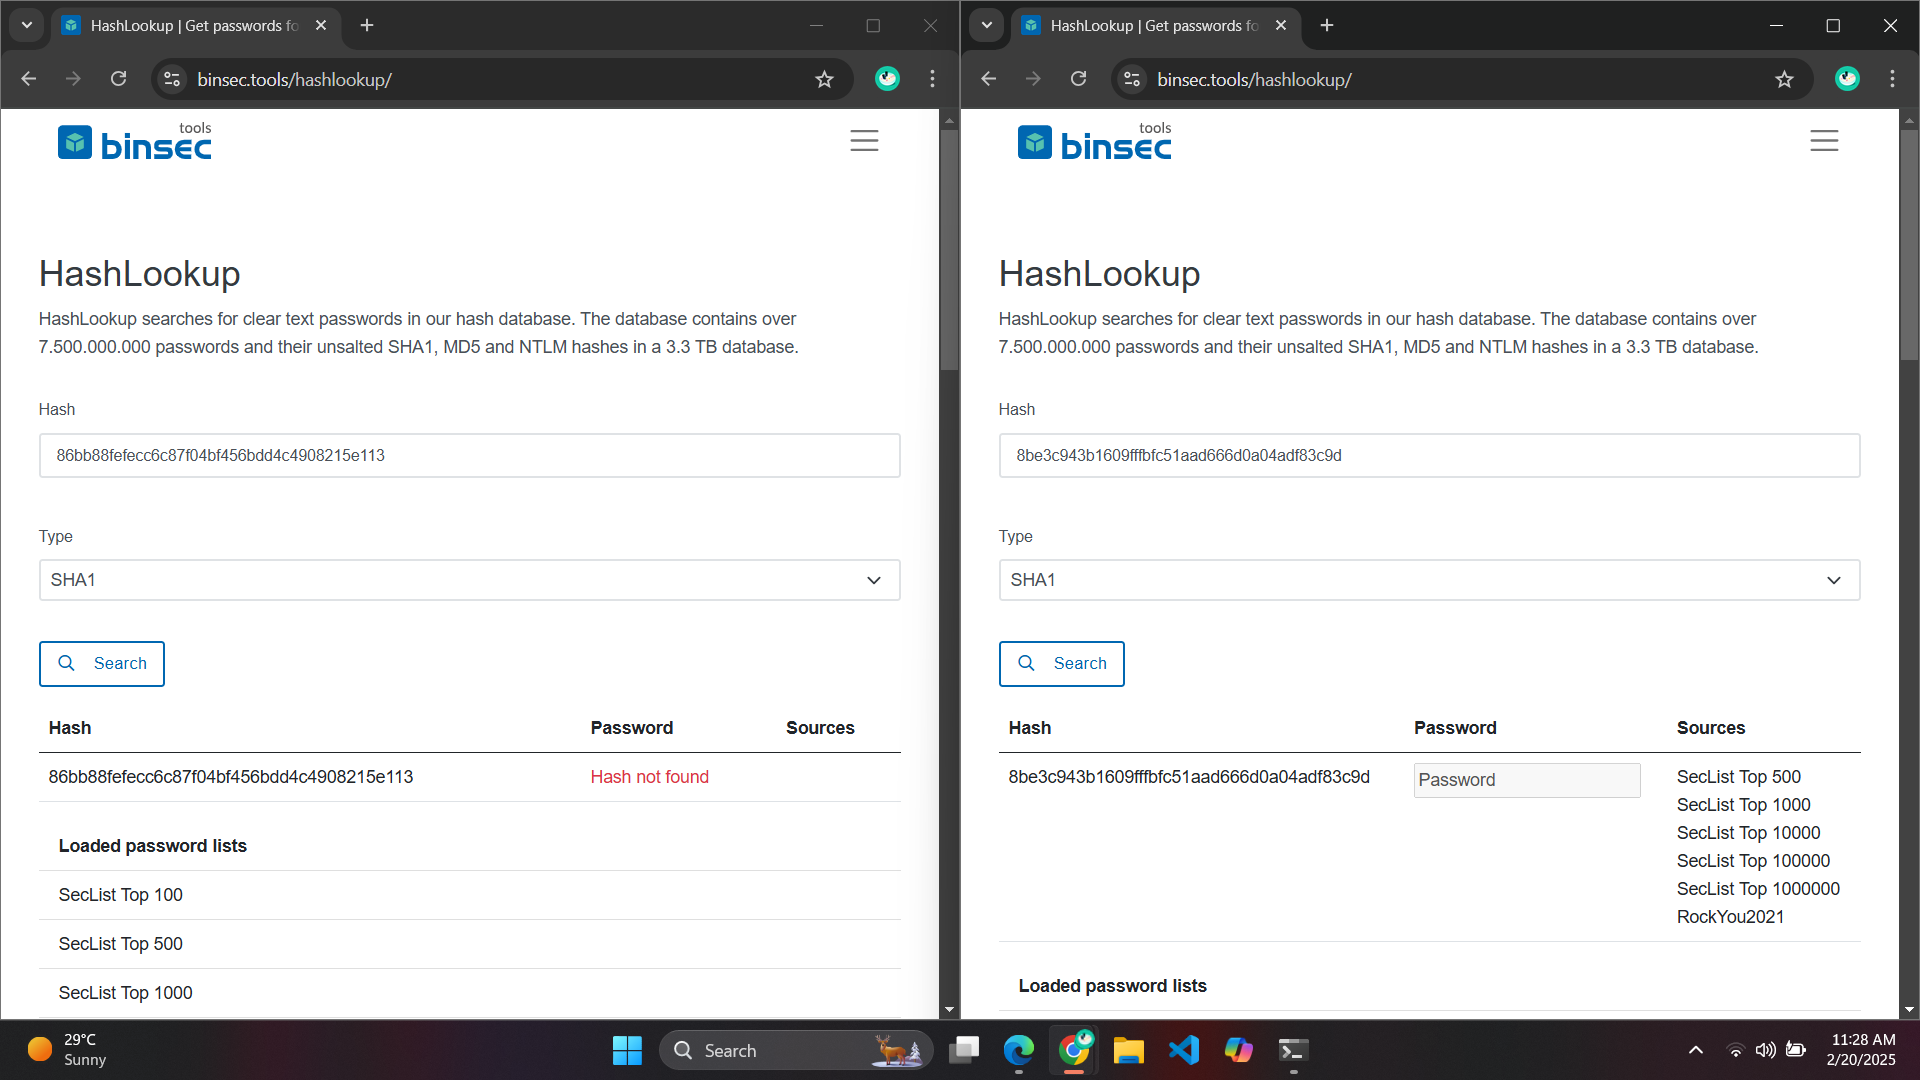 HashLookup | Get passwords fo
binsec.tools/hashlookup/
tools
binsec
HashLookup
HashLookup searches for clear text passwords in our hash database. The database contains over
7.500.000.000 passwords and their unsalted SHA1, MD5 and NTLM hashes in a 3.3 TB database.
Hash
86bb88fefecc6c87f04bf456bdd4c4908215e113
Type
SHA1
Search
Hash Password Sources
86bb88fefecc6c87f04bf456bdd4c4908215e113 Hash not found
Loaded password lists
SecList Top 100
SecList Top 500
SecList Top 1000
HashLookup | Get passwords fo
binsec.tools/hashlookup/
tools
binsec
HashLookup
HashLookup searches for clear text passwords in our hash database. The database contains over
7.500.000.000 passwords and their unsalted SHA1, MD5 and NTLM hashes in a 3.3 TB database.
Hash
8be3c943b1609fffbfc51aad666d0a04adf83c9d
Type
SHA1
Search
Hash Password Sources
8be3c943b1609fffbfc51aad666d0a04adf83c9d Password SecList Top 500
SecList Top 1000
SecList Top 10000
SecList Top 100000
SecList Top 1000000
RockYou2021
Loaded password lists
29°C
Sunny
Search
11:28 AM
2/20/2025